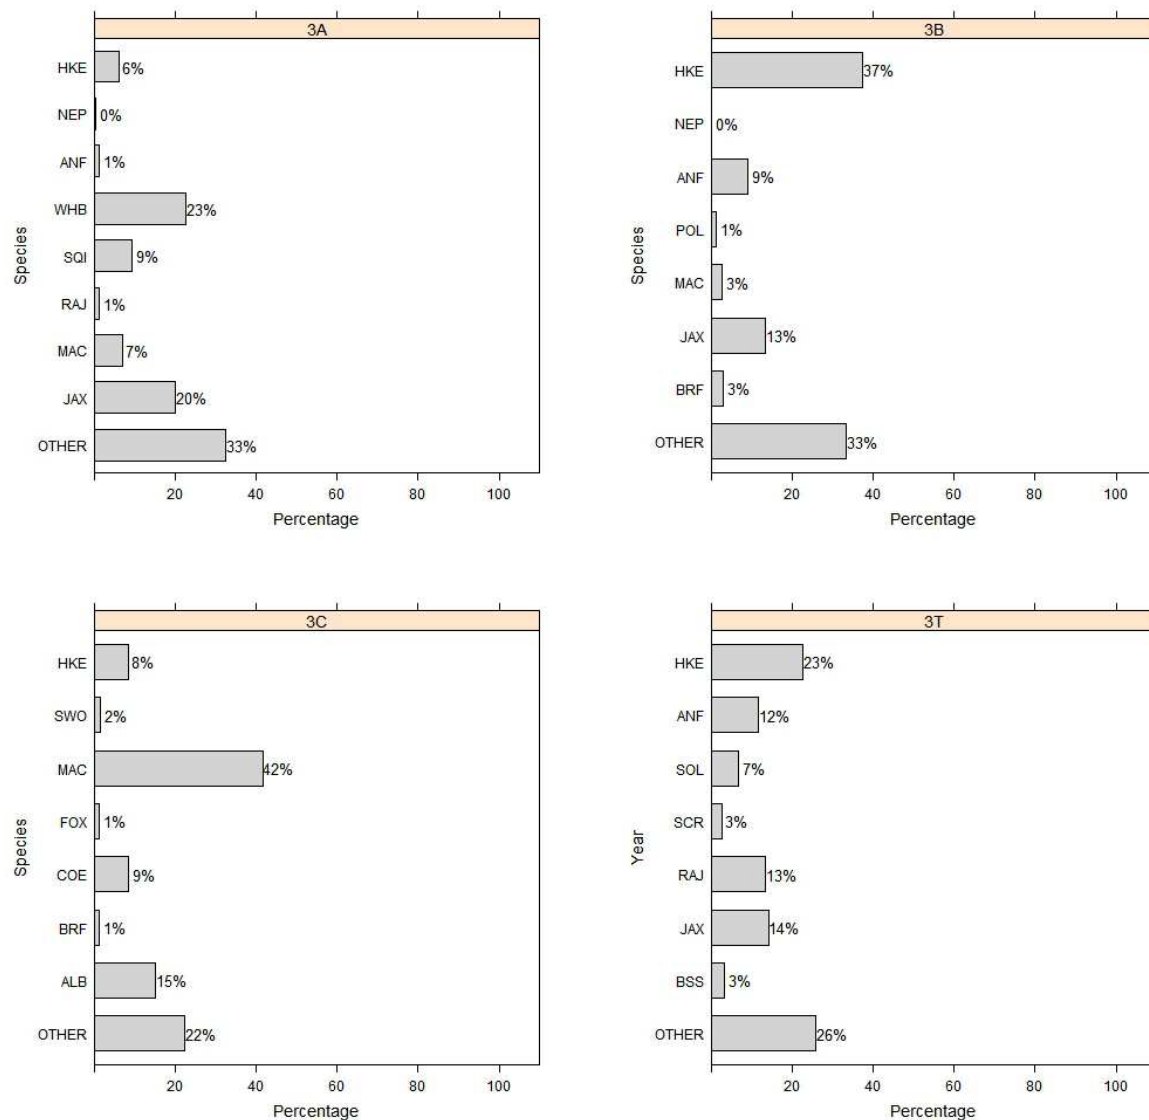 3A
Species
HKE 6%
NEP 0%
ANF 1%
WHB 23%
SQI 9%
RAJ 1%
MAC 7%
JAX 20%
OTHER 33%
20 40 60 80 100
Percentage
3B
Species
HKE 37%
NEP 0%
ANF 9%
POL 1%
MAC 3%
JAX 13%
BRF 3%
OTHER 33%
20 40 60 80 100
Percentage
3C
Species
HKE 8%
SWO 2%
MAC 42%
FOX 1%
COE 9%
BRF 1%
ALB 15%
OTHER 22%
20 40 60 80 100
Percentage
3T
Year
HKE 23%
ANF 12%
SOL 7%
SCR 3%
RAJ 13%
JAX 14%
BSS 3%
OTHER 26%
20 40 60 80 100
Percentage